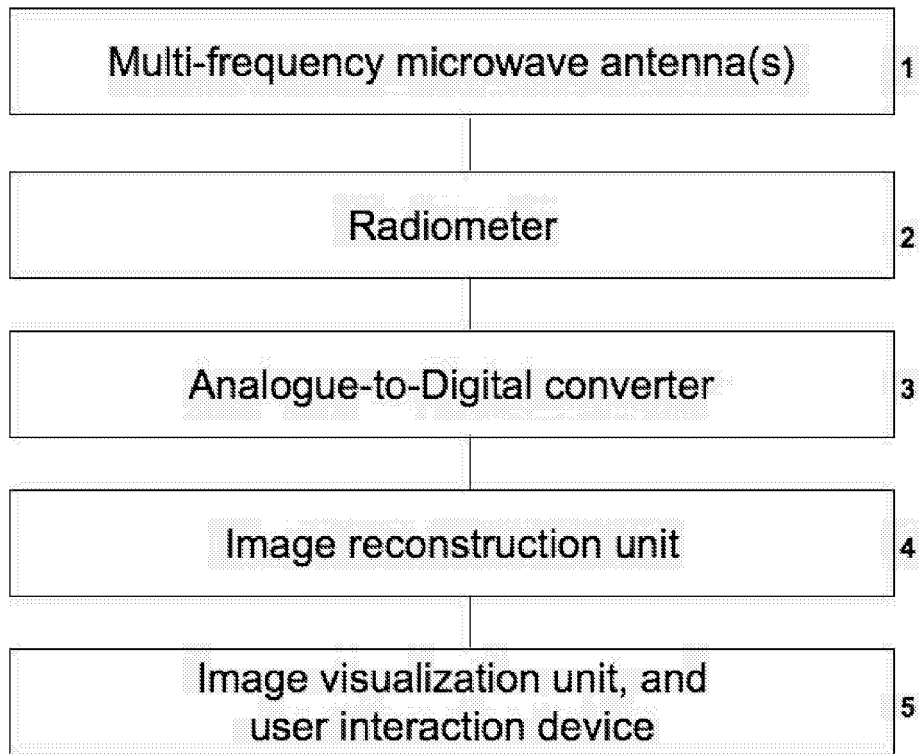 Multi-frequency microwave antenna(s)
1
Radiometer
2
Analogue-to-Digital converter
3
Image reconstruction unit
4
Image visualization unit, and
user interaction device
5